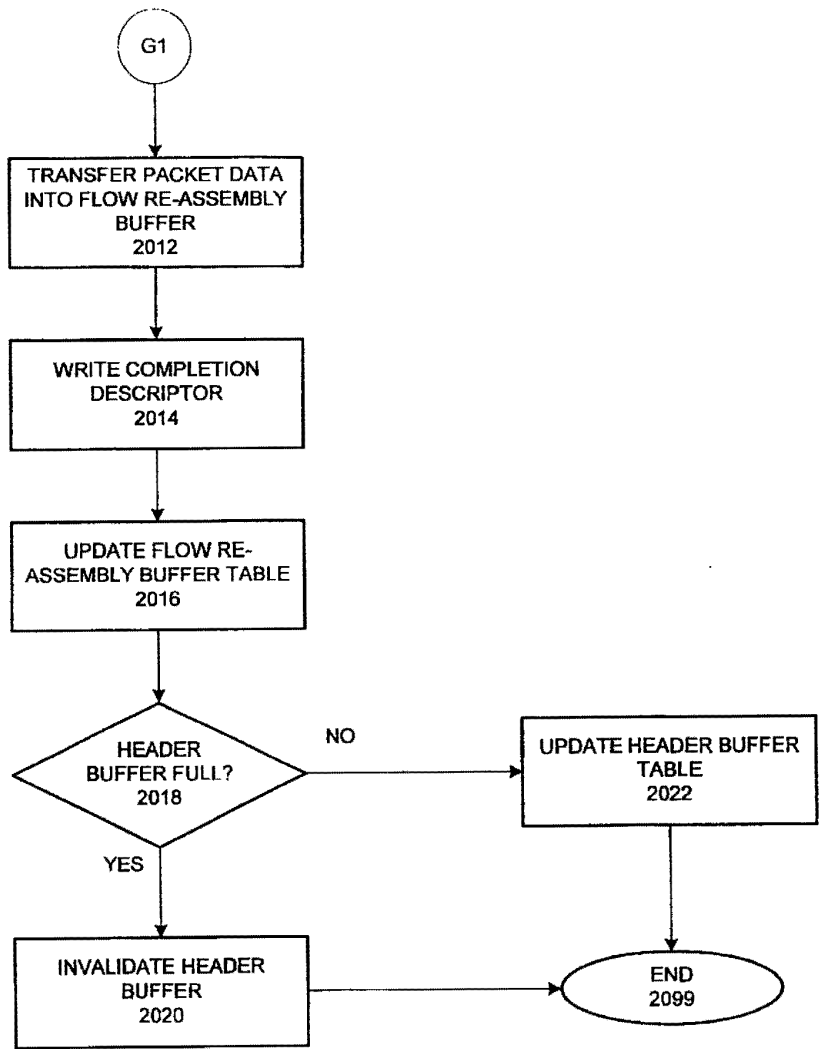 G1
TRANSFER PACKET DATA
INTO FLOW RE-ASSEMBLY
BUFFER
2012
WRITE COMPLETION
DESCRIPTOR
2014
UPDATE FLOW RE-
ASSEMBLY BUFFER TABLE
2016
HEADER
BUFFER FULL?
2018
NO
UPDATE HEADER BUFFER
TABLE
2022
YES
INVALIDATE HEADER
BUFFER
2020
END
2099